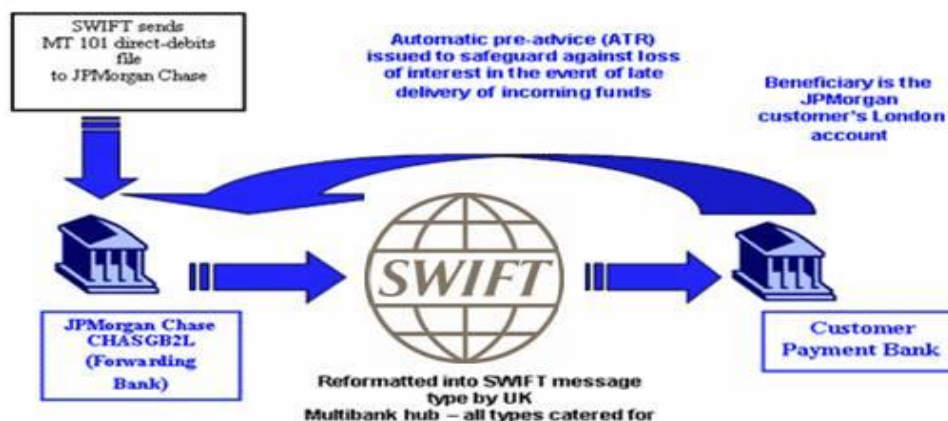 SWIFT sends
MT 101 direct-debits
file
to JPMorgan Chase
Automatic pre-advice (ATR)
issued to safeguard against loss
of interest in the event of late
delivery of incoming funds
Beneficiary is the
JPMorgan
customer's London
account
SWIFT
JPMorgan Chase
CHASGB2L
(Forwarding
Bank)
Customer
Payment Bank
Reformatted into SWIFT message
type by UK
Multibank hub – all types catered for